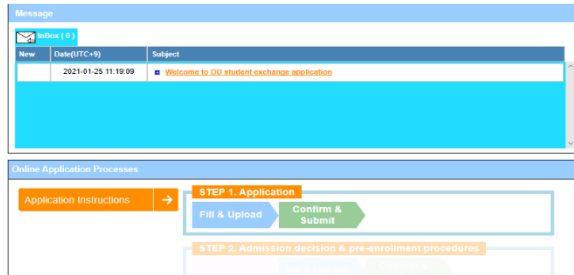 Message
InBox ( 0 )
New Date(UTC+9) Subject
2021-01-25 11:19:09 Welcome to OU student exchange application
Online Application Processes
Application Instructions
STEP 1. Application
Fill & Upload
Confirm &
Submit
STEP 2. Admission decision & pre-enrollment procedures